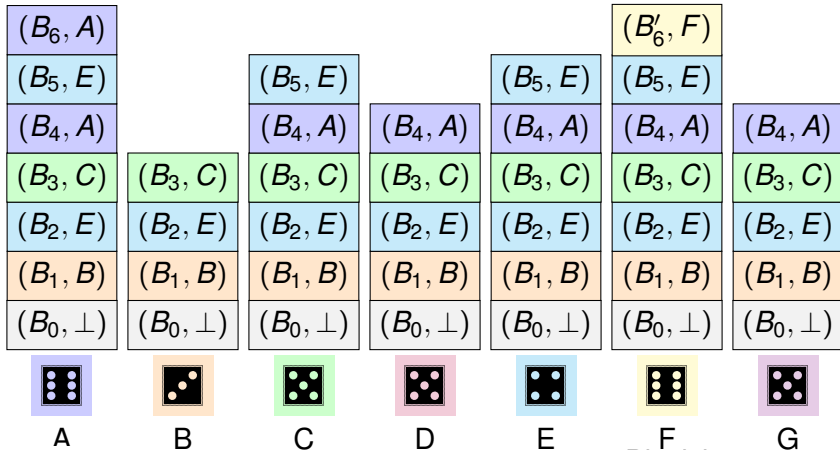 (B₆, A) (B′₆, F)
(B₅, E) (B₅, E) (B₅, E) (B₅, E)
(B₄, A) (B₄, A) (B₄, A) (B₄, A) (B₄, A) (B₄, A)
(B₃, C) (B₃, C) (B₃, C) (B₃, C) (B₃, C) (B₃, C) (B₃, C)
(B₂, E) (B₂, E) (B₂, E) (B₂, E) (B₂, E) (B₂, E) (B₂, E)
(B₁, B) (B₁, B) (B₁, B) (B₁, B) (B₁, B) (B₁, B) (B₁, B)
(B₀, ⊥) (B₀, ⊥) (B₀, ⊥) (B₀, ⊥) (B₀, ⊥) (B₀, ⊥) (B₀, ⊥)
A B C D E F G